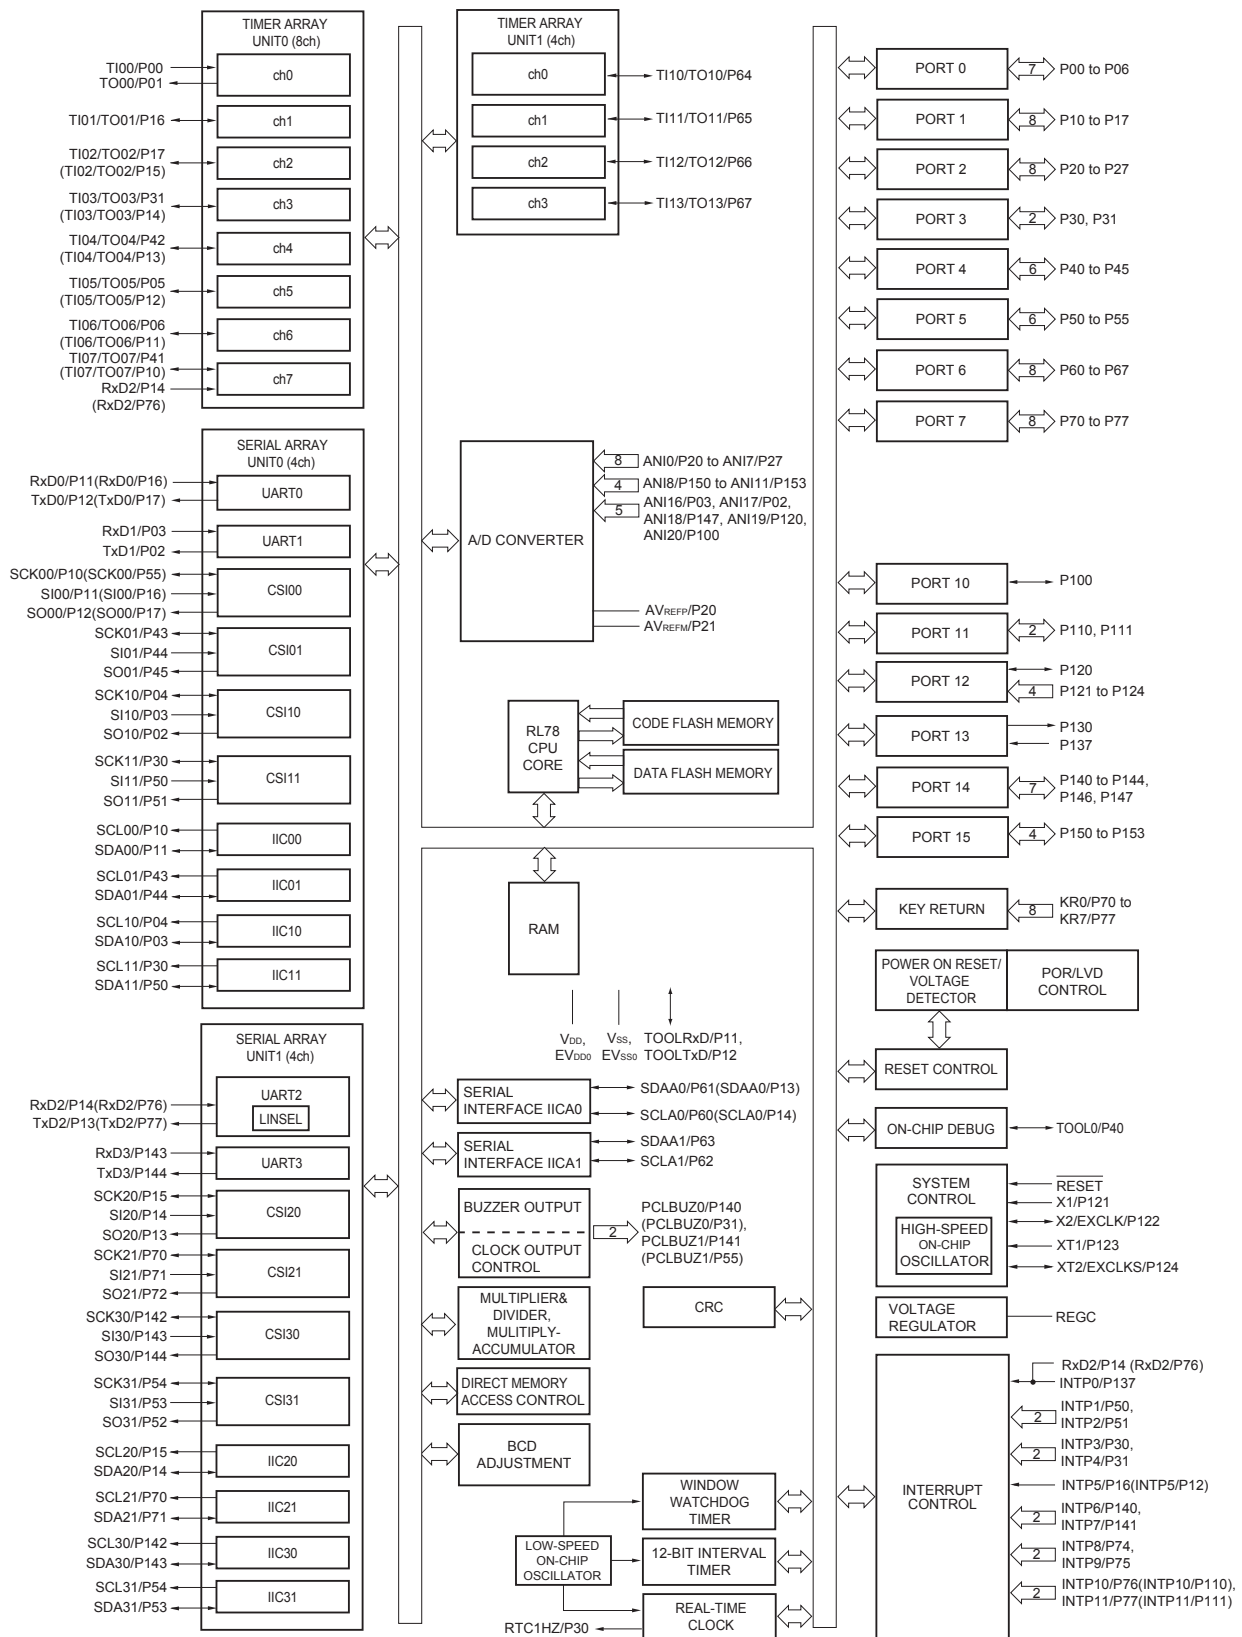 TIMER ARRAY
UNIT0 (8ch)
TI00/P00
TO00/P01
ch0
TI01/TO01/P16
ch1
TI02/TO02/P17
(TI02/TO02/P15)
ch2
TI03/TO03/P31
(TI03/TO03/P14)
ch3
TI04/TO04/P42
(TI04/TO04/P13)
ch4
TI05/TO05/P05
(TI05/TO05/P12)
ch5
TI06/TO06/P06
(TI06/TO06/P11)
ch6
TI07/TO07/P41
(TI07/TO07/P10)
RxD2/P14
(RxD2/P76)
ch7
SERIAL ARRAY
UNIT0 (4ch)
RxD0/P11(RxD0/P16)
TxD0/P12(TxD0/P17)
UART0
RxD1/P03
TxD1/P02
UART1
SCK00/P10(SCK00/P55)
SI00/P11(SI00/P16)
SO00/P12(SO00/P17)
CSI00
SCK01/P43
SI01/P44
SO01/P45
CSI01
SCK10/P04
SI10/P03
SO10/P02
CSI10
SCK11/P30
SI11/P50
SO11/P51
CSI11
SCL00/P10
SDA00/P11
IIC00
SCL01/P43
SDA01/P44
IIC01
SCL10/P04
SDA10/P03
IIC10
SCL11/P30
SDA11/P50
IIC11
SERIAL ARRAY
UNIT1 (4ch)
RxD2/P14(RxD2/P76)
TxD2/P13(TxD2/P77)
UART2
LINSEL
RxD3/P143
TxD3/P144
UART3
SCK20/P15
SI20/P14
SO20/P13
CSI20
SCK21/P70
SI21/P71
SO21/P72
CSI21
SCK30/P142
SI30/P143
SO30/P144
CSI30
SCK31/P54
SI31/P53
SO31/P52
CSI31
SCL20/P15
SDA20/P14
IIC20
SCL21/P70
SDA21/P71
IIC21
SCL30/P142
SDA30/P143
IIC30
SCL31/P54
SDA31/P53
IIC31
TIMER ARRAY
UNIT1 (4ch)
ch0
TI10/TO10/P64
ch1
TI11/TO11/P65
ch2
TI12/TO12/P66
ch3
TI13/TO13/P67
A/D CONVERTER
8
ANI0/P20 to ANI7/P27
4
ANI8/P150 to ANI11/P153
5
ANI16/P03, ANI17/P02,
ANI18/P147, ANI19/P120,
ANI20/P100
AVREFP/P20
AVREFM/P21
RL78
CPU
CORE
CODE FLASH MEMORY
DATA FLASH MEMORY
RAM
VDD,
EVDD0
VSS,
EVSS0
TOOLRxD/P11,
TOOLTxD/P12
SERIAL
INTERFACE IICA0
SDAA0/P61(SDAA0/P13)
SCLA0/P60(SCLA0/P14)
SERIAL
INTERFACE IICA1
SDAA1/P63
SCLA1/P62
BUZZER OUTPUT
CLOCK OUTPUT
CONTROL
2
PCLBUZ0/P140
(PCLBUZ0/P31),
PCLBUZ1/P141
(PCLBUZ1/P55)
MULTIPLIER&
DIVIDER,
MULITIPLY-
ACCUMULATOR
CRC
DIRECT MEMORY
ACCESS CONTROL
BCD
ADJUSTMENT
WINDOW
WATCHDOG
TIMER
LOW-SPEED
ON-CHIP
OSCILLATOR
12-BIT INTERVAL
TIMER
RTC1HZ/P30
REAL-TIME
CLOCK
PORT 0
7
P00 to P06
PORT 1
8
P10 to P17
PORT 2
8
P20 to P27
PORT 3
2
P30, P31
PORT 4
6
P40 to P45
PORT 5
6
P50 to P55
PORT 6
8
P60 to P67
PORT 7
8
P70 to P77
PORT 10
P100
PORT 11
2
P110, P111
PORT 12
P120
4
P121 to P124
PORT 13
P130
P137
PORT 14
7
P140 to P144,
P146, P147
PORT 15
4
P150 to P153
KEY RETURN
8
KR0/P70 to
KR7/P77
POWER ON RESET/
VOLTAGE
DETECTOR
POR/LVD
CONTROL
RESET CONTROL
ON-CHIP DEBUG
TOOL0/P40
SYSTEM
CONTROL
HIGH-SPEED
ON-CHIP
OSCILLATOR
RESET
X1/P121
X2/EXCLK/P122
XT1/P123
XT2/EXCLKS/P124
VOLTAGE
REGULATOR
REGC
INTERRUPT
CONTROL
RxD2/P14 (RxD2/P76)
INTP0/P137
2
INTP1/P50,
INTP2/P51
2
INTP3/P30,
INTP4/P31
INTP5/P16(INTP5/P12)
2
INTP6/P140,
INTP7/P141
2
INTP8/P74,
INTP9/P75
2
INTP10/P76(INTP10/P110),
INTP11/P77(INTP11/P111)